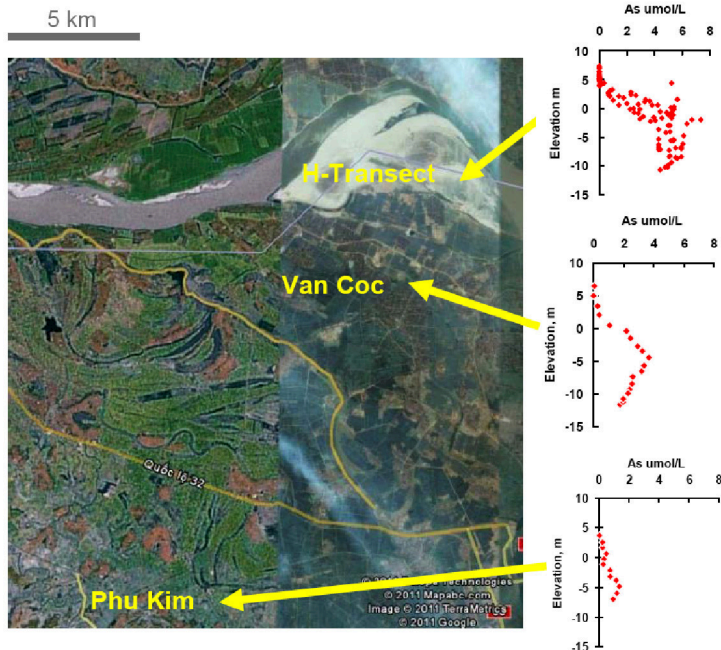 5 km
H-Transect
Van Coc
Quốc lộ 32
Phu Kim
© 2011 Mapabc.com
Image © 2011 TerraMetrics
© 2011 Google
As umol/L
0 2 4 6 8
Elevation m
10
5
0
-5
-10
-15
As umol/L
0 2 4 6 8
Elevation, m
10
5
0
-5
-10
-15
As umol/L
0 2 4 6 8
Elevation, m
10
5
0
-5
-10
-15